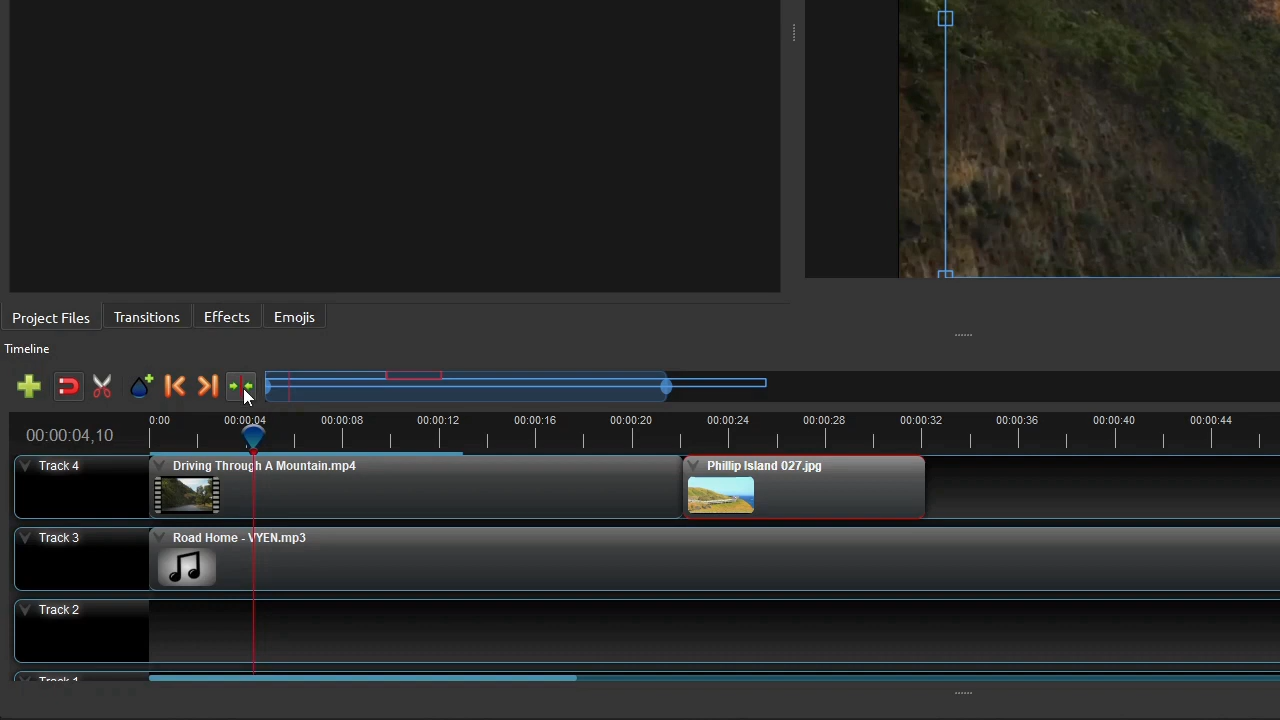 Project Files Transitions Effects Emojis
Timeline
0:00 00:00:04 00:00:08 00:00:12 00:00:16 00:00:20 00:00:24 00:00:28 00:00:32 00:00:36 00:00:40 00:00:44
00:00:04,10
Track 4 Driving Through A Mountain.mp4 Phillip Island 027.jpg
Track 3 Road Home - VYEN.mp3
Track 2
Track 1